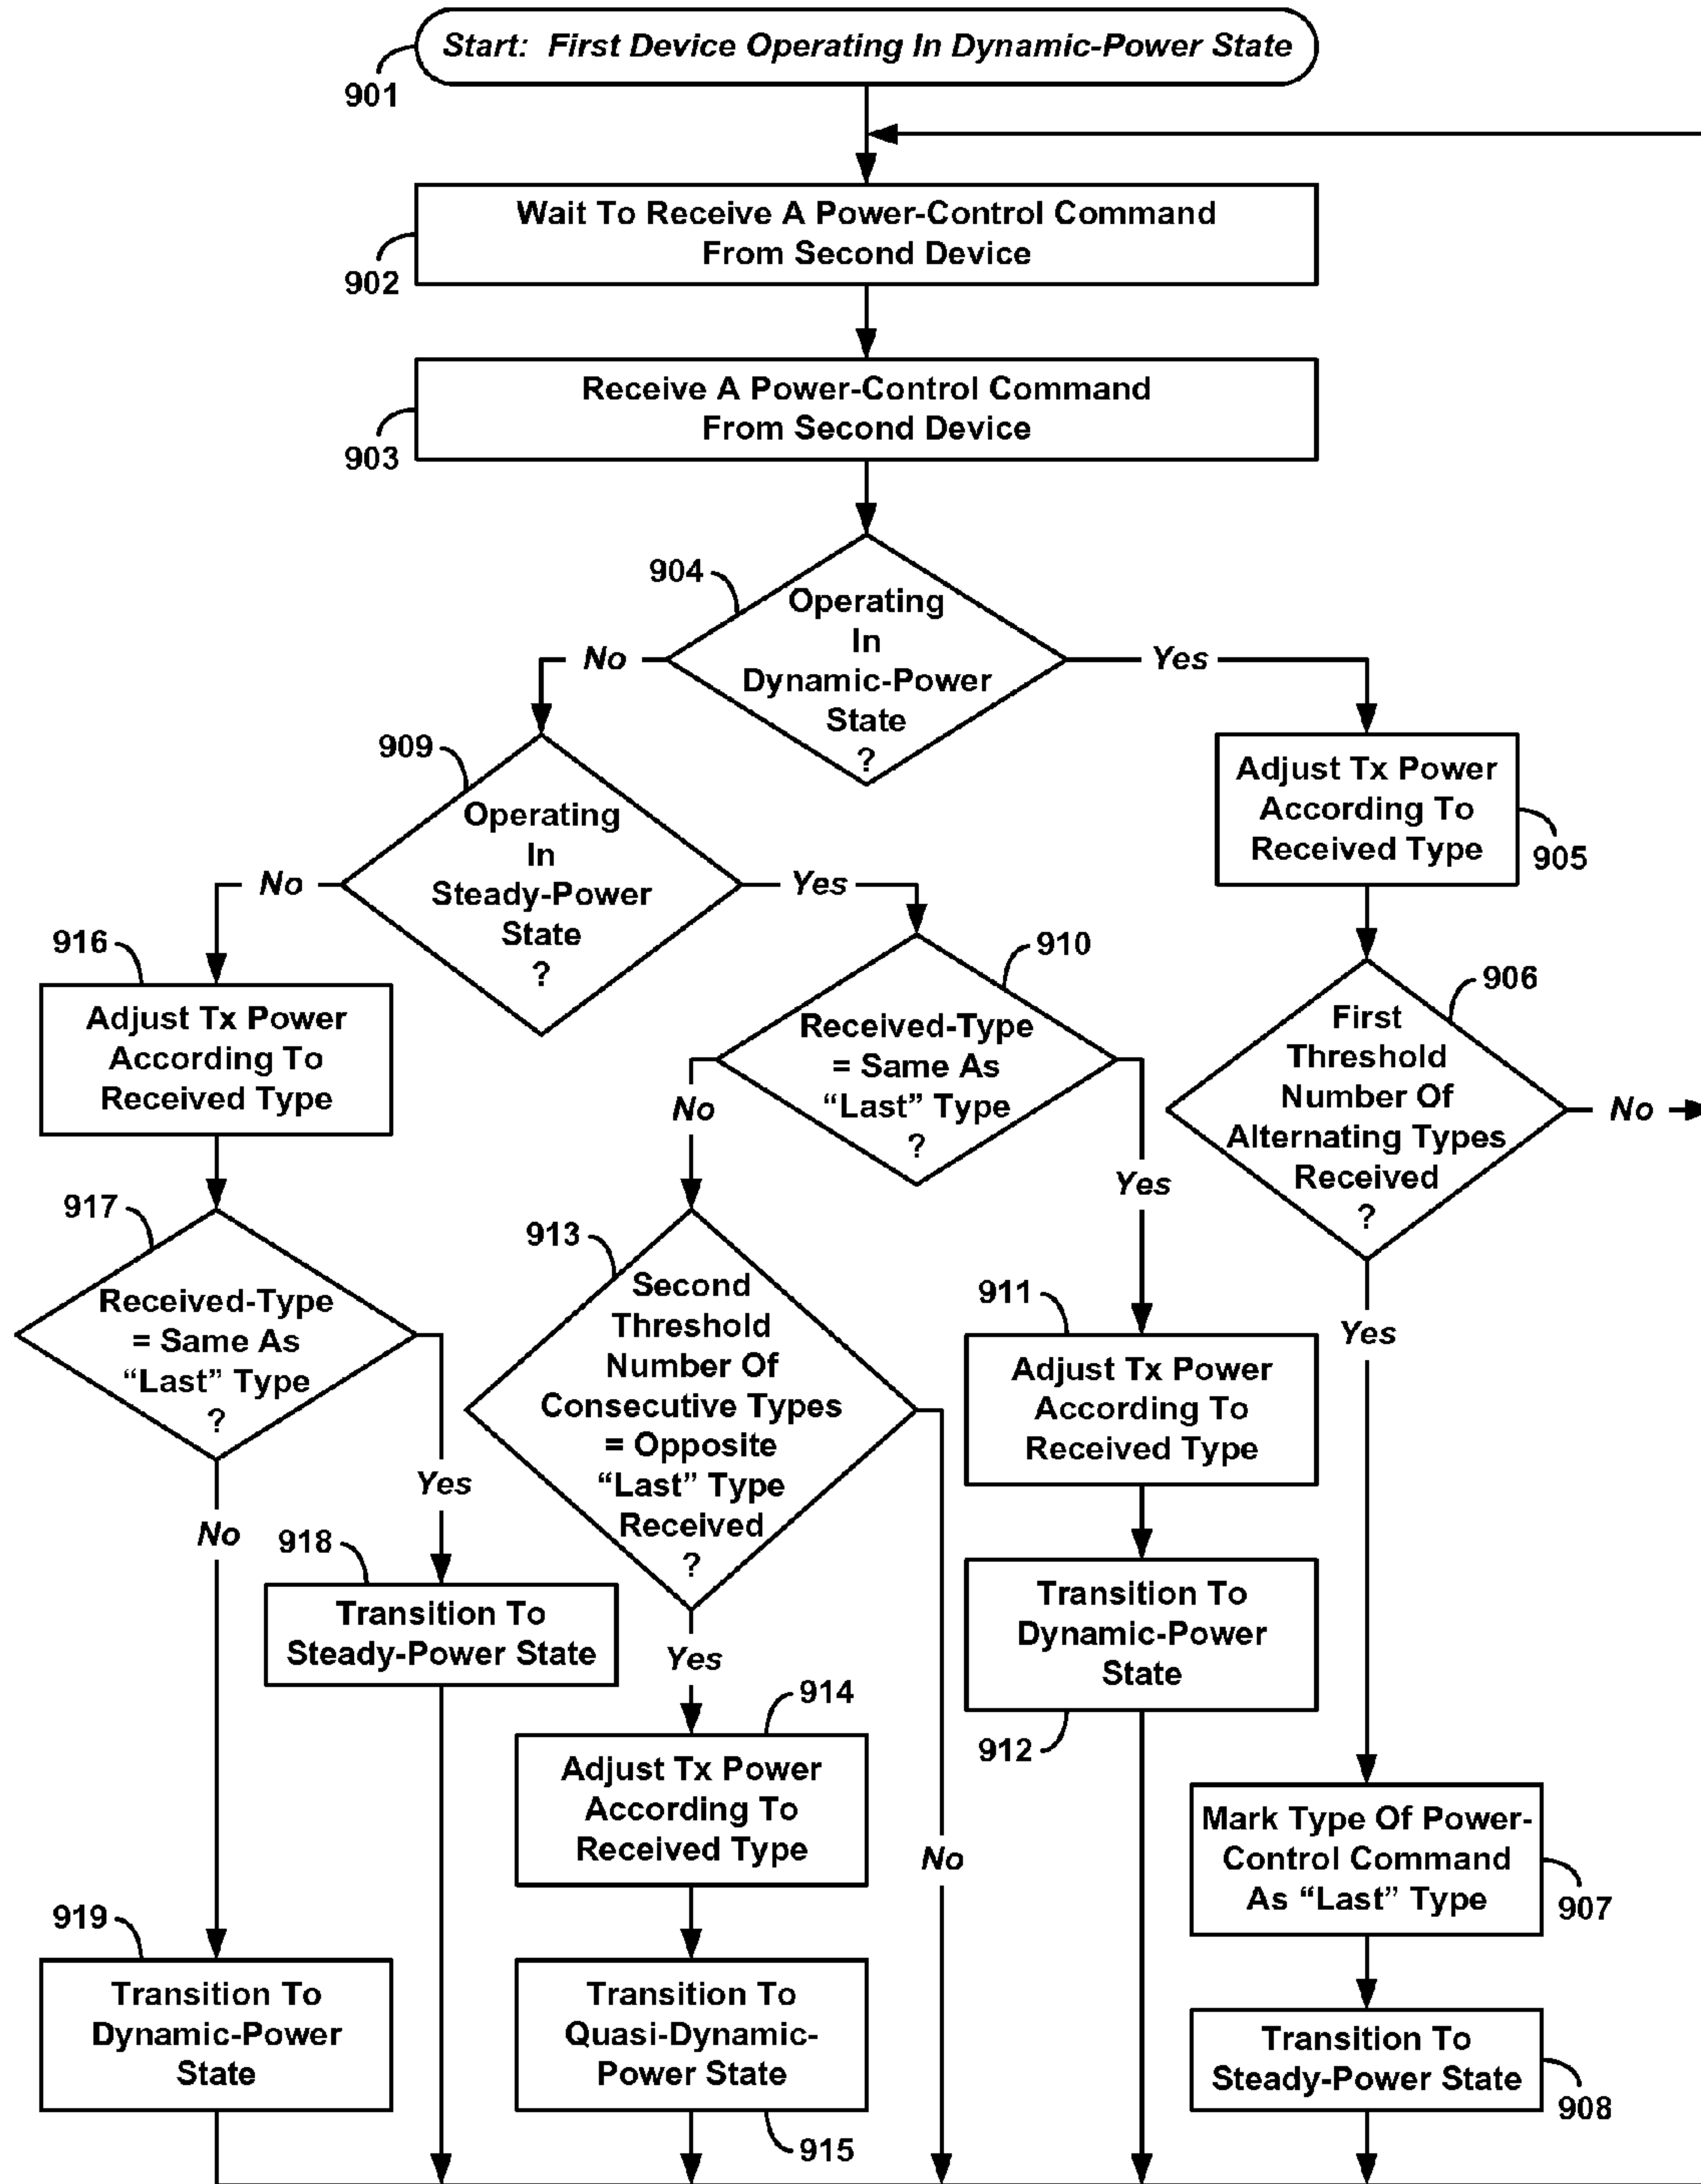 Start: First Device Operating In Dynamic-Power State
901
Wait To Receive A Power-Control Command
From Second Device
902
Receive A Power-Control Command
From Second Device
903
904
Operating
In
Dynamic-Power
State
?
No
Yes
909
Operating
In
Steady-Power
State
?
No
Yes
Adjust Tx Power
According To
Received Type
905
916
Adjust Tx Power
According To
Received Type
910
Received-Type
= Same As
“Last” Type
?
No
Yes
906
First
Threshold
Number Of
Alternating Types
Received
?
No
Yes
917
Received-Type
= Same As
“Last” Type
?
No
Yes
913
Second
Threshold
Number Of
Consecutive Types
= Opposite
“Last” Type
Received
?
Yes
No
911
Adjust Tx Power
According To
Received Type
918
Transition To
Steady-Power State
Transition To
Dynamic-Power
State
912
914
Adjust Tx Power
According To
Received Type
Mark Type Of Power-
Control Command
As “Last” Type
907
919
Transition To
Dynamic-Power
State
Transition To
Quasi-Dynamic-
Power State
915
Transition To
Steady-Power State
908